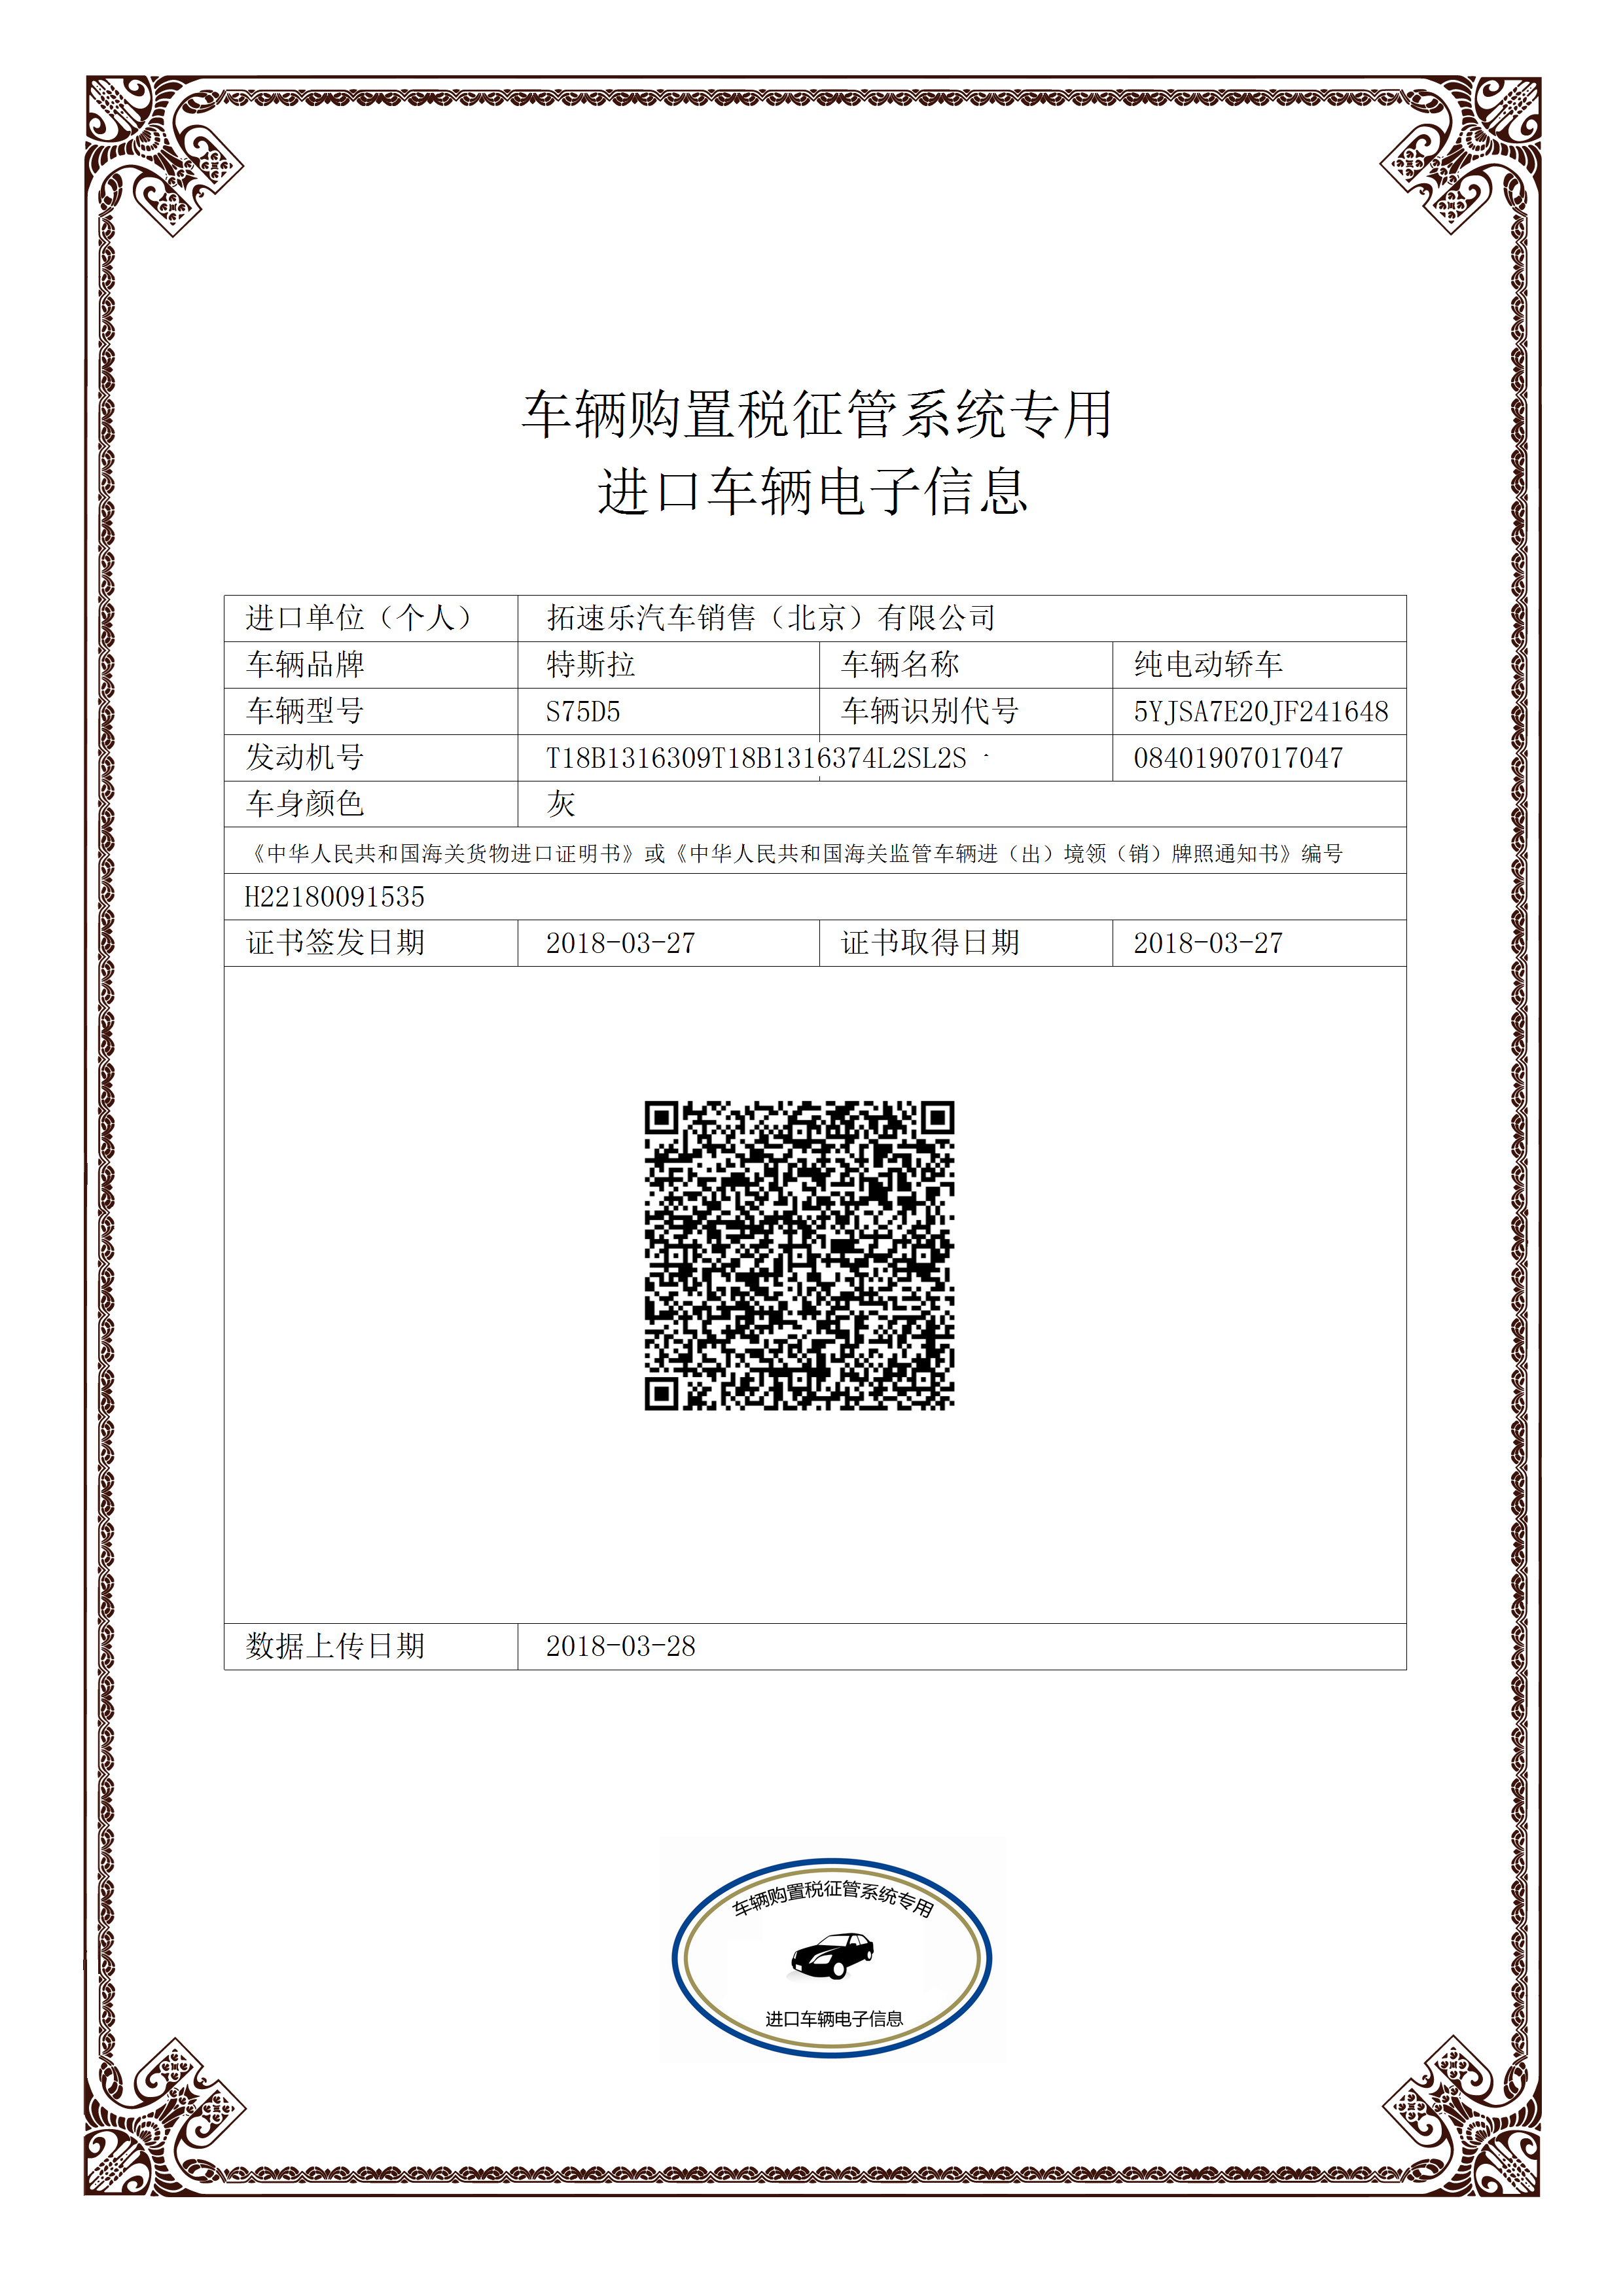 车辆购置税征管系统专用
进口车辆电子信息
进口单位（个人） 拓速乐汽车销售（北京）有限公司
车辆品牌 特斯拉 车辆名称 纯电动轿车
车辆型号 S75D5 车辆识别代号 5YJSA7E20JF241648
发动机号 T18B1316309T18B1316374L2SL2S 08401907017047
车身颜色 灰
《中华人民共和国海关货物进口证明书》或《中华人民共和国海关监管车辆进（出）境领（销）牌照通知书》编号
H22180091535
证书签发日期 2018-03-27 证书取得日期 2018-03-27
数据上传日期 2018-03-28
车辆购置税征管系统专用
进口车辆电子信息